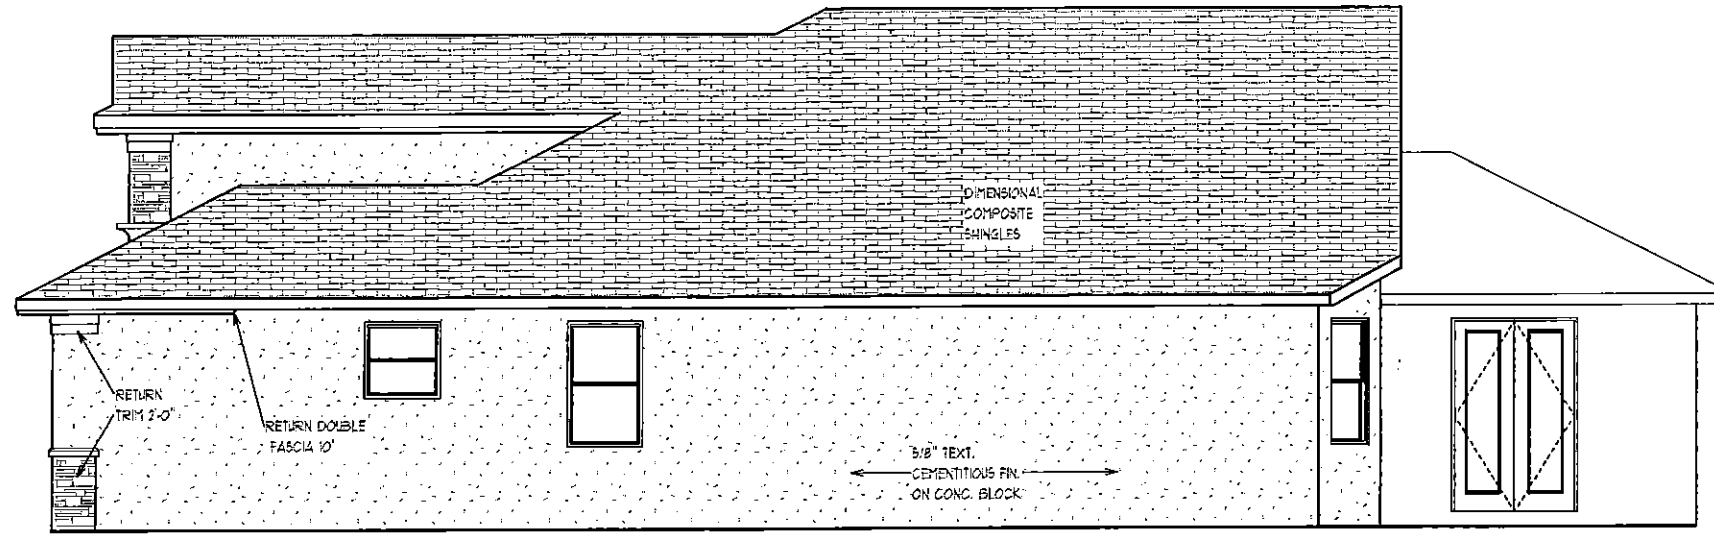 DIMENSIONAL
COMPOSITE
SHINGLES
RETURN
TRIM 2'-0"
RETURN DOUBLE
FASCIA 10'
5/8" TEXT.
CEMENTITIOUS FIN.
ON CONC. BLOCK